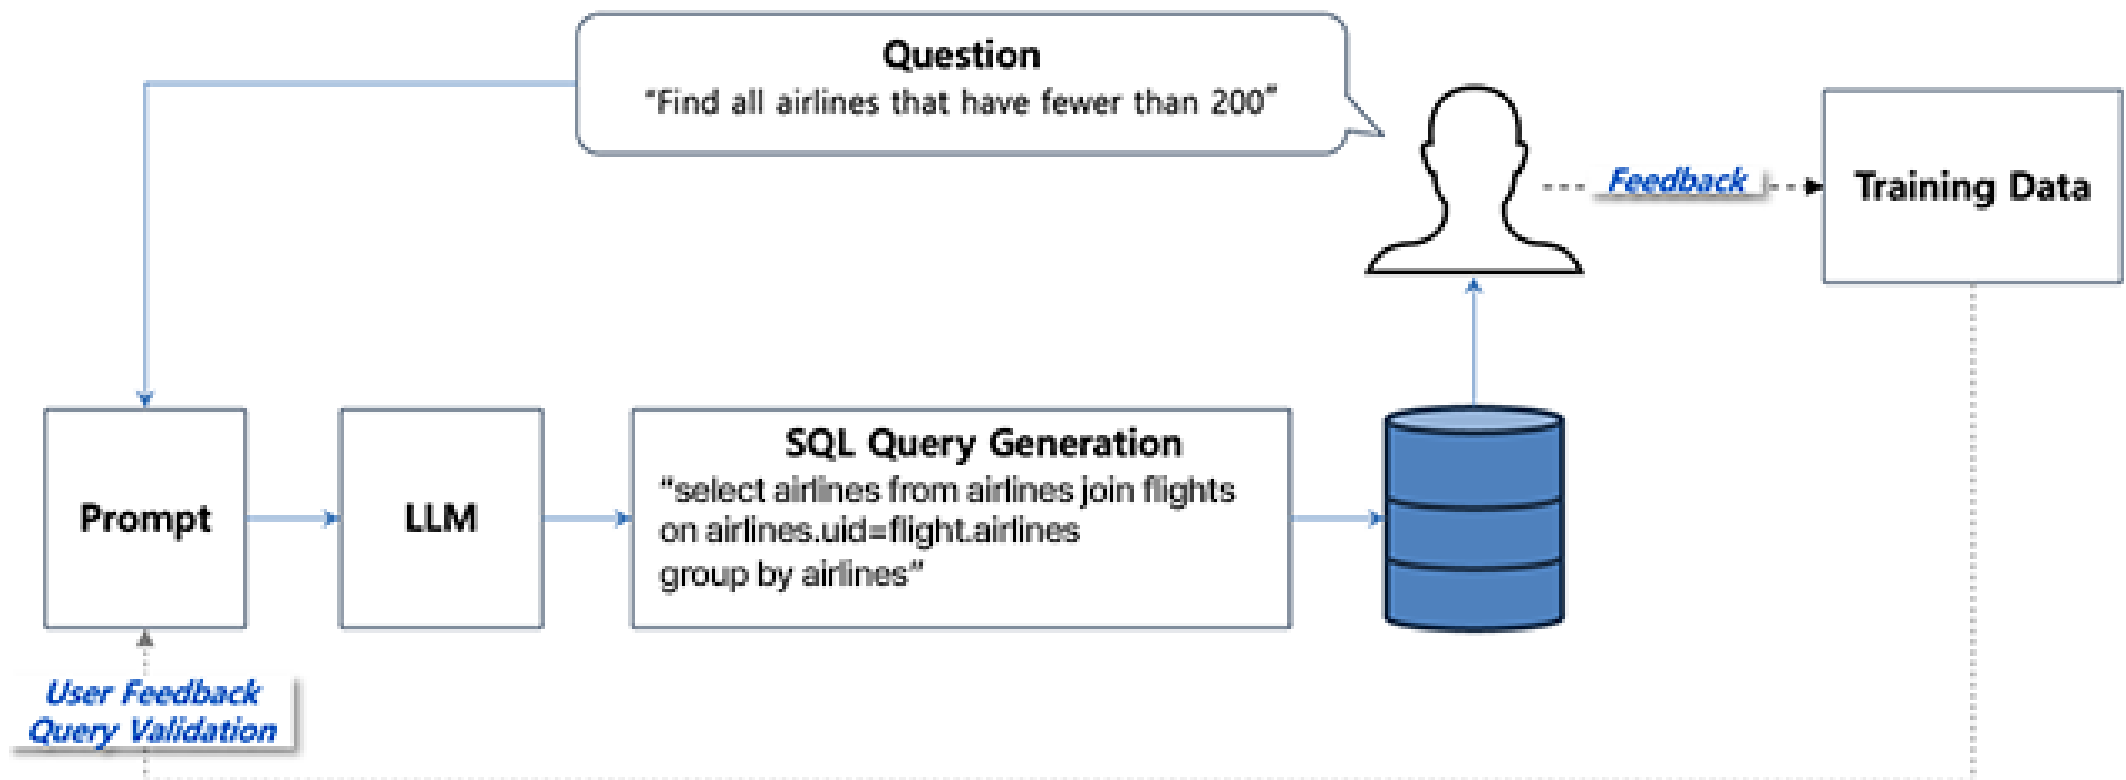 Question
“Find all airlines that have fewer than 200”
Feedback
Training Data
Prompt
LLM
SQL Query Generation
“select airlines from airlines join flights
on airlines.uid=flight.airlines
group by airlines”
User Feedback
Query Validation